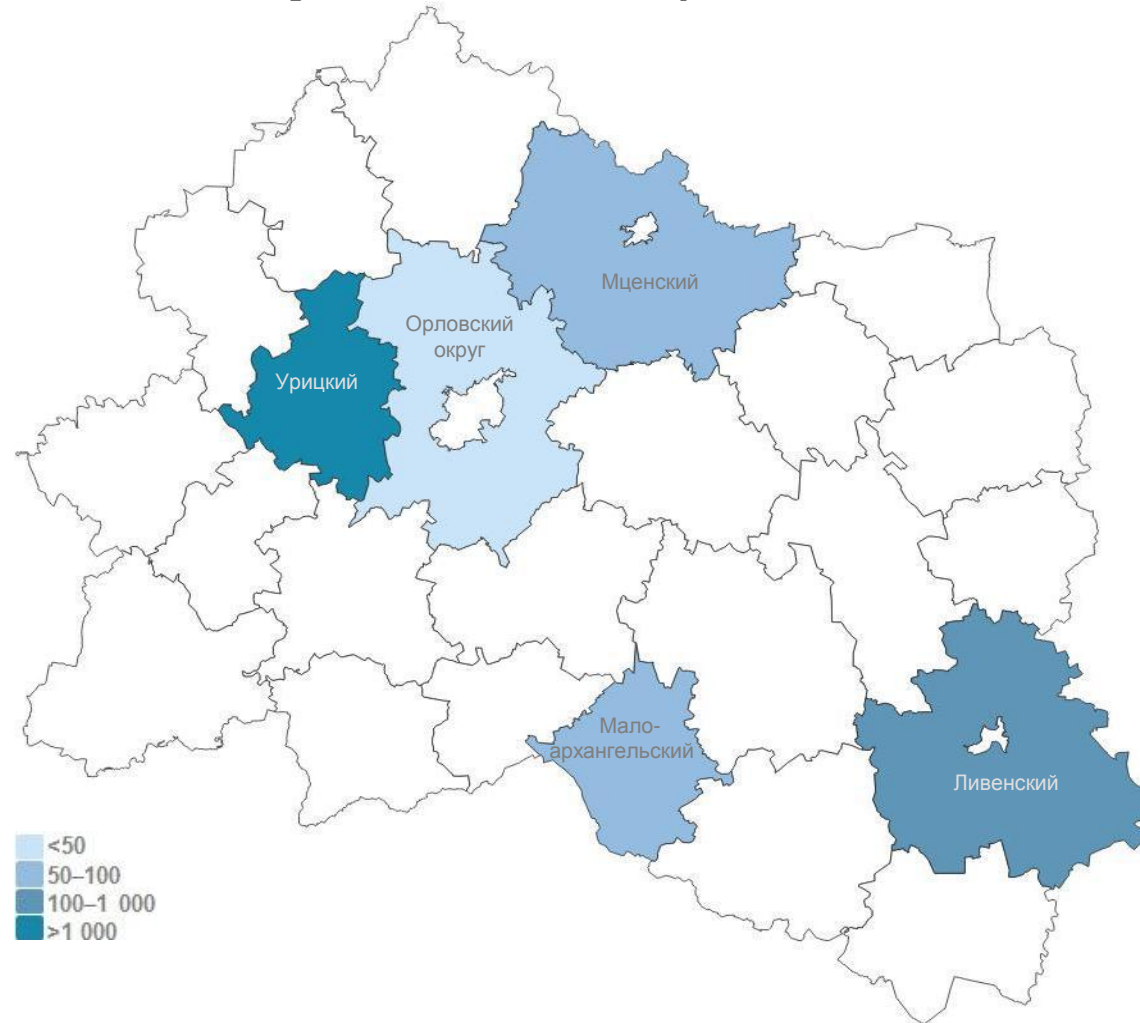 Мценский
Орловский
округ
Урицкий
Мало-
архангельский
Ливенский
<50
50–100
100–1 000
>1 000